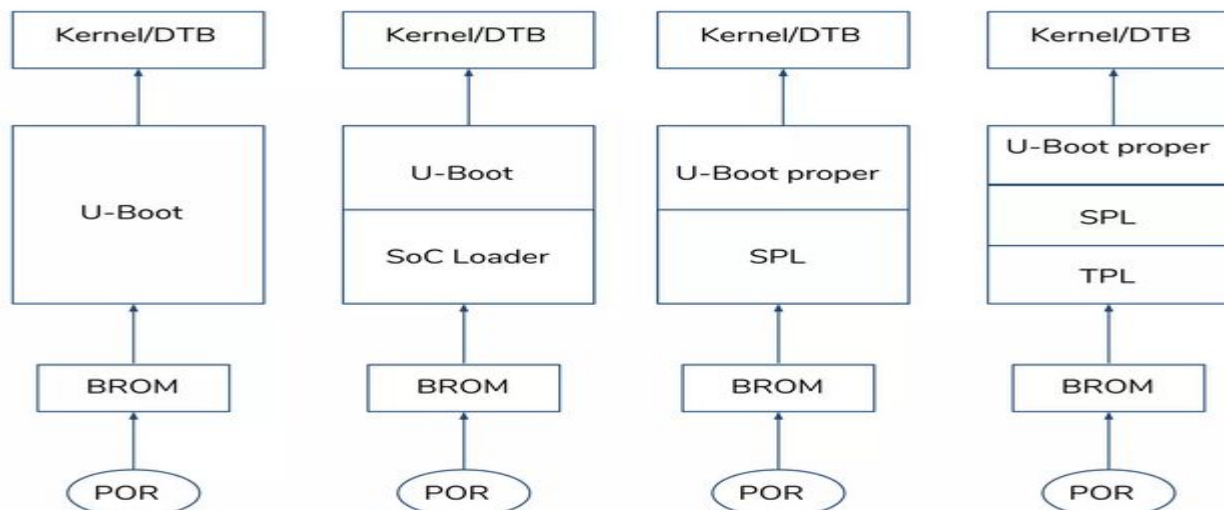 Kernel/DTB
U-Boot
BROM
POR
Kernel/DTB
U-Boot
SoC Loader
BROM
POR
Kernel/DTB
U-Boot proper
SPL
BROM
POR
Kernel/DTB
U-Boot proper
SPL
TPL
BROM
POR